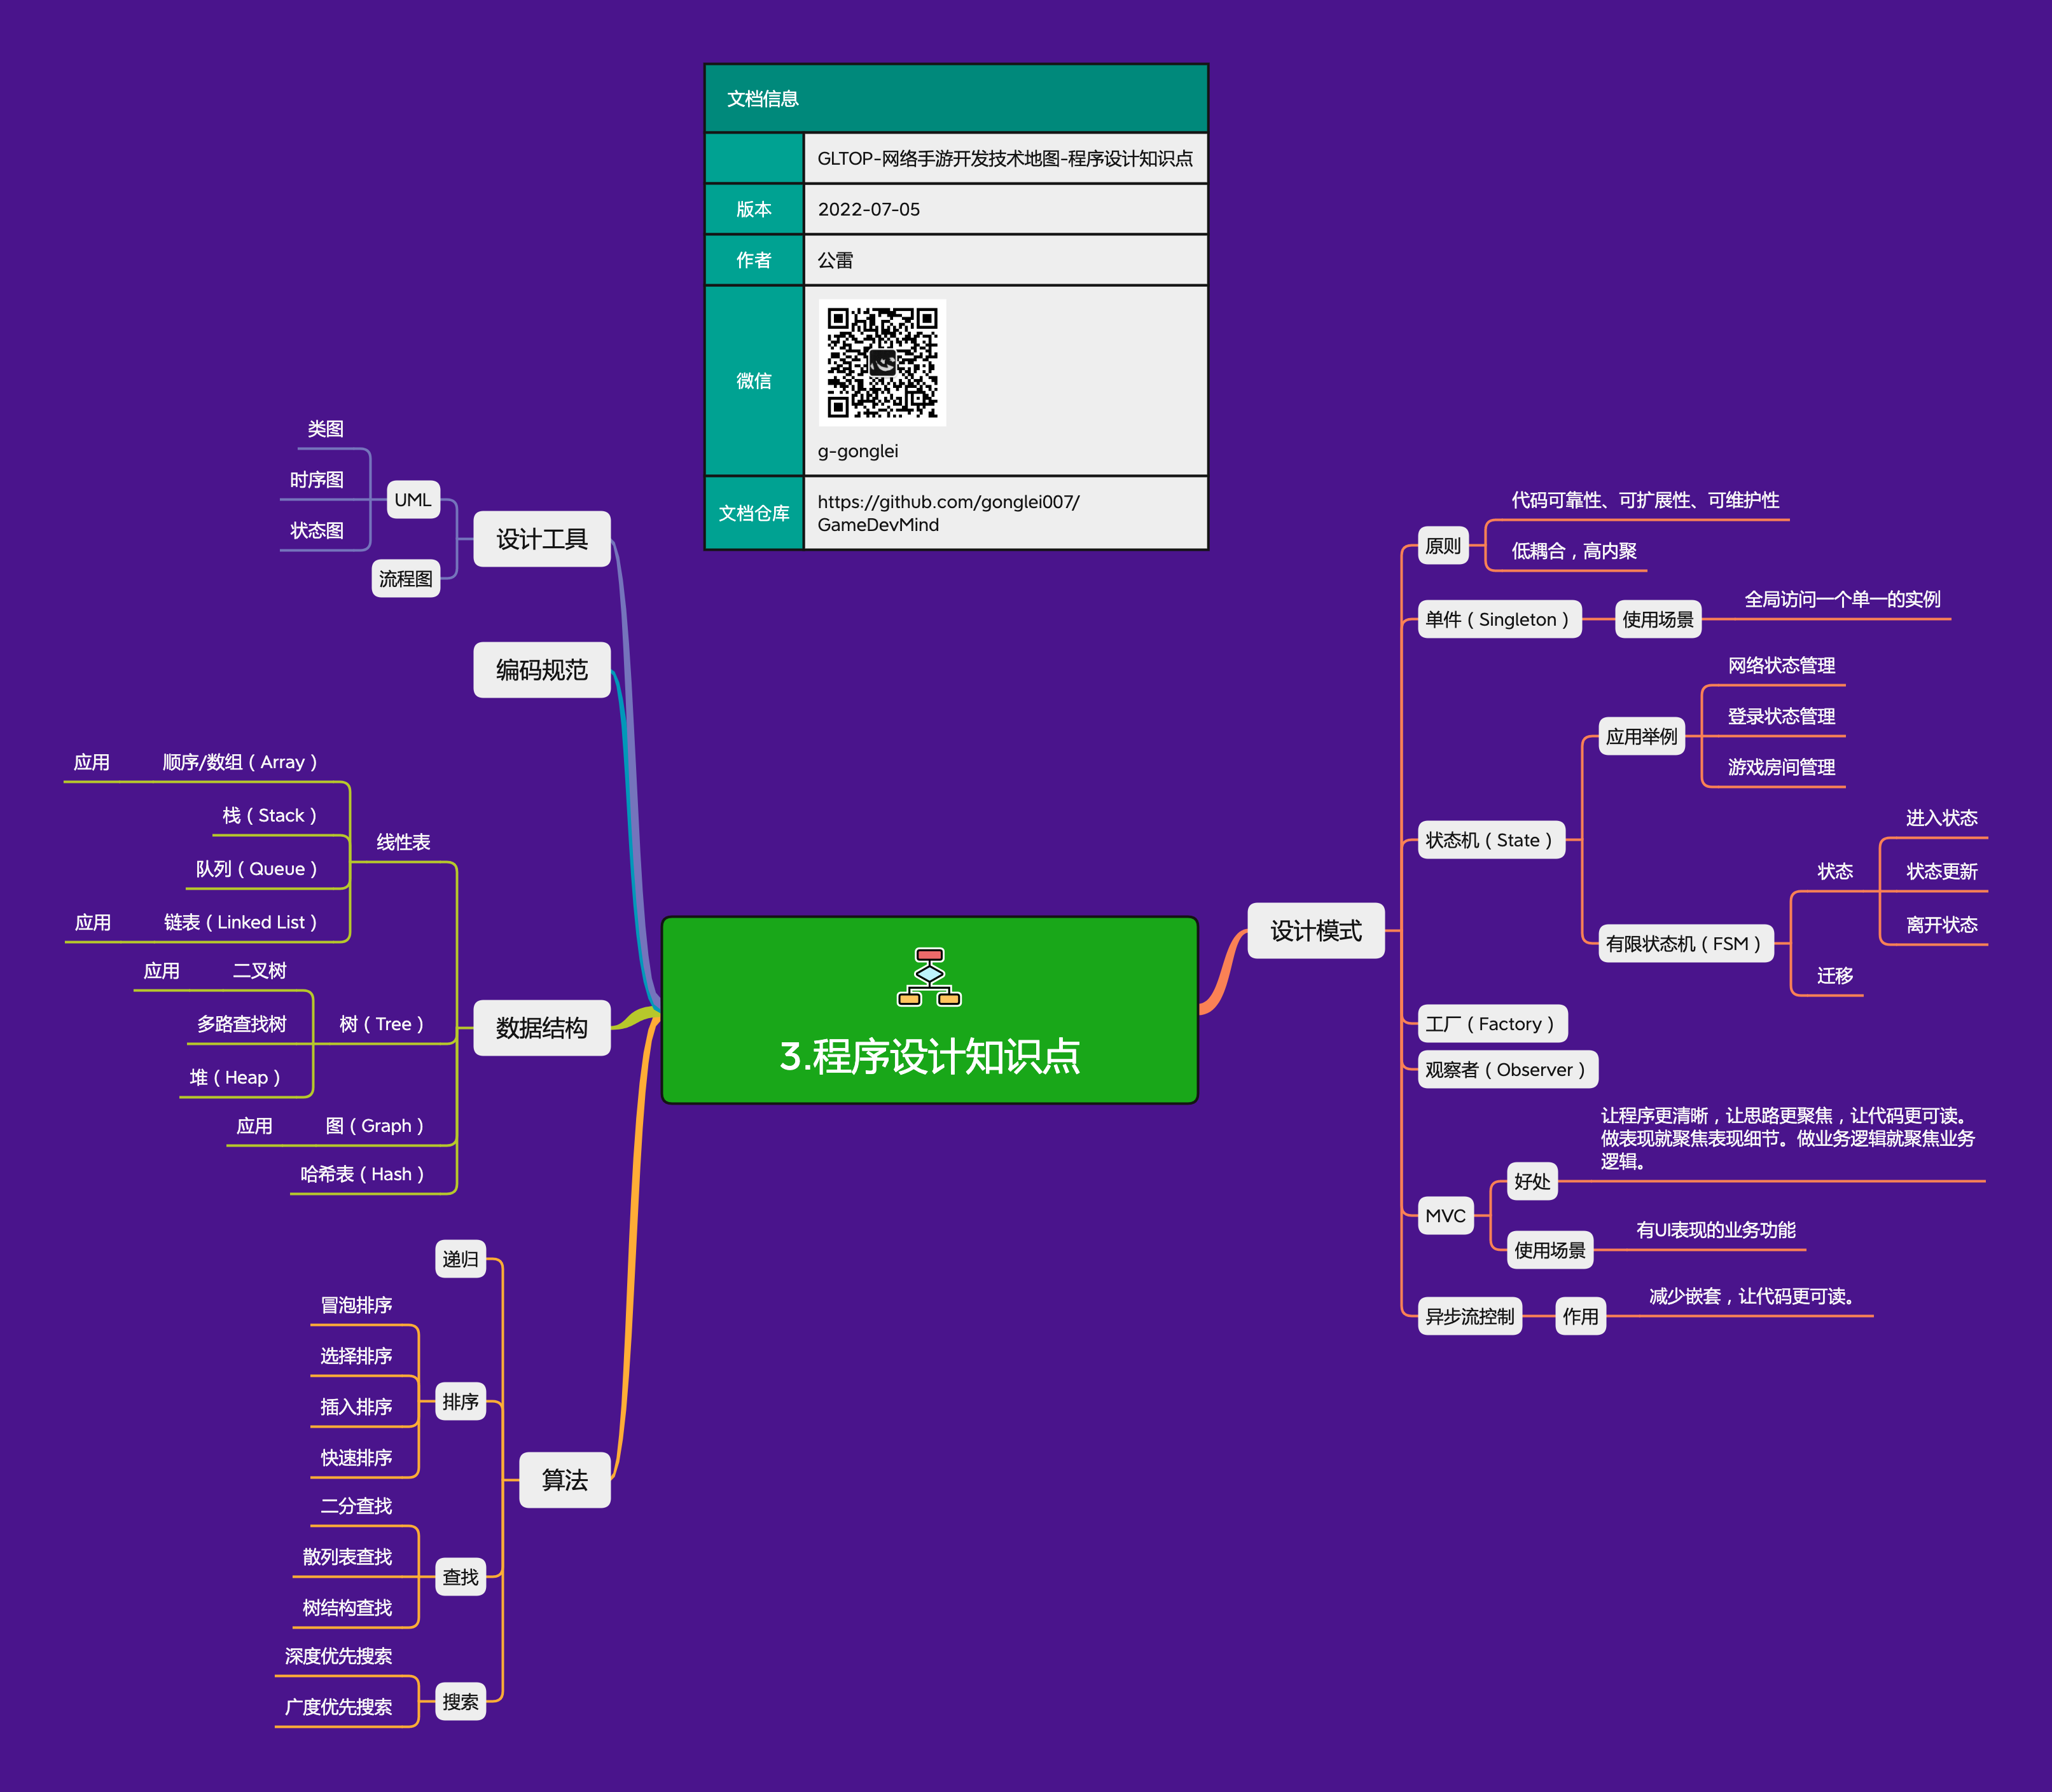 文档信息
GLTOP-网络手游开发技术地图-程序设计知识点
版本
2022-07-05
作者
公雷
微信
g-gonglei
文档仓库
https://github.com/gonglei007/
GameDevMind
3.程序设计知识点
设计工具
UML
类图
时序图
状态图
流程图
编码规范
数据结构
线性表
顺序/数组（Array）
应用
栈（Stack）
队列（Queue）
链表（Linked List）
应用
树（Tree）
二叉树
应用
多路查找树
堆（Heap）
图（Graph）
应用
哈希表（Hash）
算法
递归
排序
冒泡排序
选择排序
插入排序
快速排序
查找
二分查找
散列表查找
树结构查找
搜索
深度优先搜索
广度优先搜索
设计模式
原则
代码可靠性、可扩展性、可维护性
低耦合，高内聚
单件（Singleton）
使用场景
全局访问一个单一的实例
状态机（State）
应用举例
网络状态管理
登录状态管理
游戏房间管理
有限状态机（FSM）
状态
进入状态
状态更新
离开状态
迁移
工厂（Factory）
观察者（Observer）
MVC
好处
让程序更清晰，让思路更聚焦，让代码更可读。
做表现就聚焦表现细节。做业务逻辑就聚焦业务
逻辑。
使用场景
有UI表现的业务功能
异步流控制
作用
减少嵌套，让代码更可读。